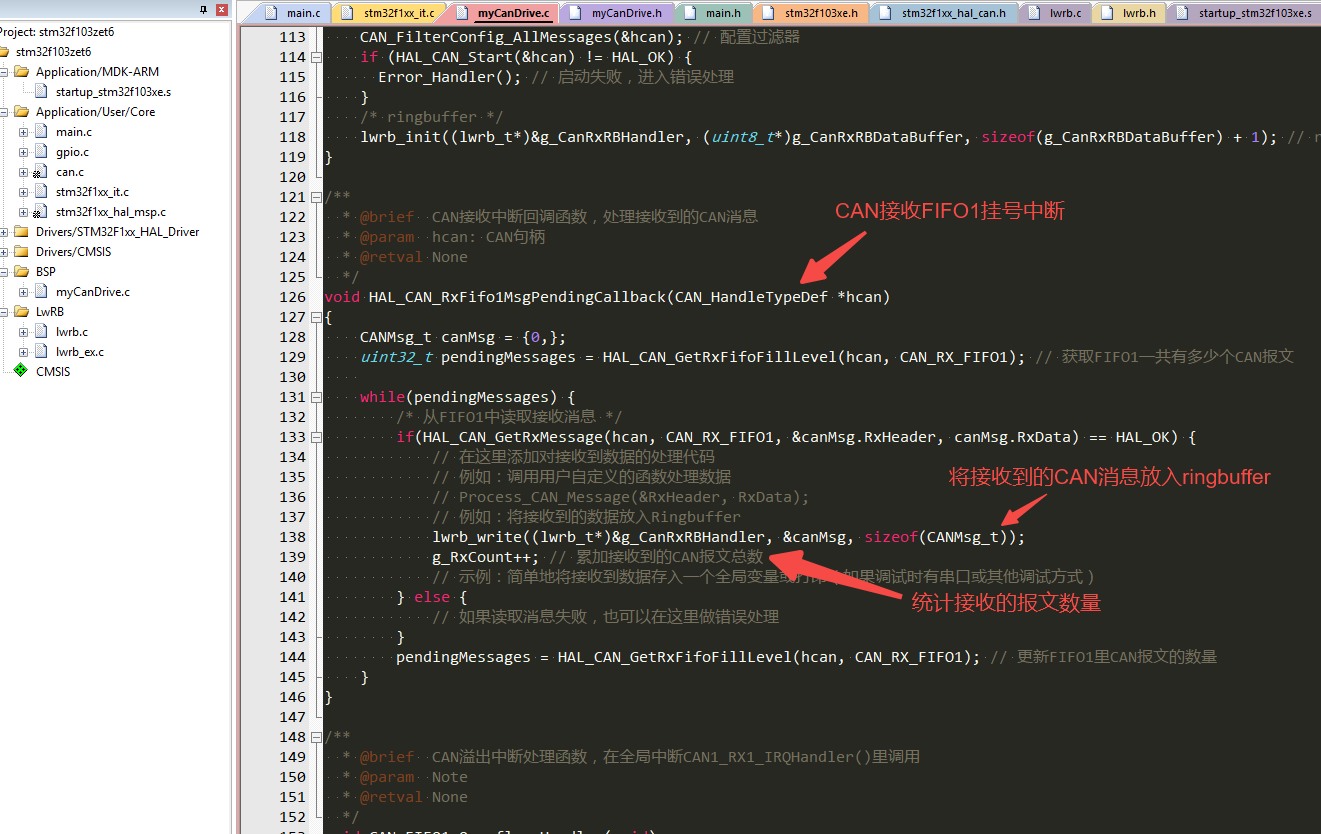 main.c
stm32f1xx_it.c
myCanDrive.c
myCanDrive.h
main.h
stm32f103xe.h
stm32f1xx_hal_can.h
lwrb.c
lwrb.h
startup_stm32f103xe.s
Project: stm32f103zet6
stm32f103zet6
Application/MDK-ARM
startup_stm32f103xe.s
Application/User/Core
main.c
gpio.c
can.c
stm32f1xx_it.c
stm32f1xx_hal_msp.c
Drivers/STM32F1xx_HAL_Driver
Drivers/CMSIS
BSP
myCanDrive.c
LwRB
lwrb.c
lwrb_ex.c
CMSIS
113 CAN_FilterConfig_AllMessages(&hcan); // 配置过滤器
114 if (HAL_CAN_Start(&hcan) != HAL_OK) {
115 Error_Handler(); // 启动失败，进入错误处理
116 }
117 /* ringbuffer */
118 lwrb_init((lwrb_t*)&g_CanRxRBHandler, (uint8_t*)g_CanRxRBDataBuffer, sizeof(g_CanRxRBDataBuffer) + 1); //
119 }
120
121 /**
122 * @brief CAN接收中断回调函数，处理接收到的CAN消息
CAN接收FIFO1挂号中断
123 * @param hcan: CAN句柄
124 * @retval None
125 */
126 void HAL_CAN_RxFifo1MsgPendingCallback(CAN_HandleTypeDef *hcan)
127 {
128 CANMsg_t canMsg = {0,};
129 uint32_t pendingMessages = HAL_CAN_GetRxFifoFillLevel(hcan, CAN_RX_FIFO1); // 获取FIFO1一共有多少个CAN报文
130
131 while(pendingMessages) {
132 /* 从FIFO1中读取接收消息 */
133 if(HAL_CAN_GetRxMessage(hcan, CAN_RX_FIFO1, &canMsg.RxHeader, canMsg.RxData) == HAL_OK) {
134 // 在这里添加对接收到数据的处理代码
135 // 例如：调用用户自定义的函数处理数据
将接收到的CAN消息放入ringbuffer
136 // Process_CAN_Message(&RxHeader, RxData);
137 // 例如：将接收到的数据放入Ringbuffer
138 lwrb_write((lwrb_t*)&g_CanRxRBHandler, &canMsg, sizeof(CANMsg_t));
139 g_RxCount++; // 累加接收到的CAN报文总数
140 // 示例：简单地将接收到数据存入一个全局变量或 如果调试时有串口或其他调试方式）
141 } else {
统计接收的报文数量
142 // 如果读取消息失败，也可以在这里做错误处理
143 }
144 pendingMessages = HAL_CAN_GetRxFifoFillLevel(hcan, CAN_RX_FIFO1); // 更新FIFO1里CAN报文的数量
145 }
146 }
147
148 /**
149 * @brief CAN溢出中断处理函数，在全局中断CAN1_RX1_IRQHandler()里调用
150 * @param Note
151 * @retval None
152 */